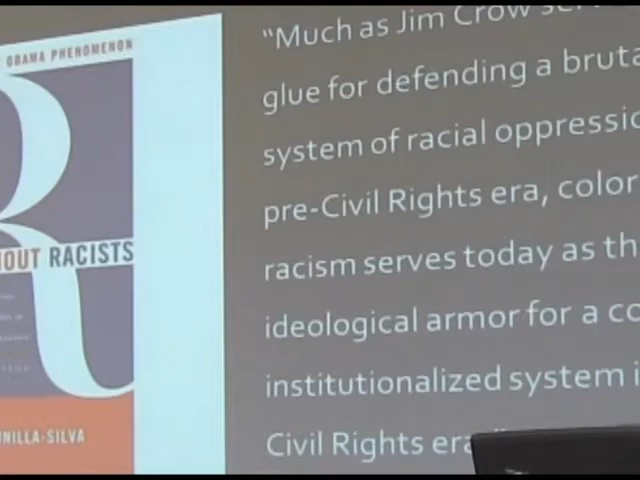 OBAMA PHENOMENON
R
OUT RACISTS
NILLA-SILVA
“Much as Jim Crow
glue for defending a bruta
system of racial oppressio
pre-Civil Rights era, color
racism serves today as th
ideological armor for a co
institutionalized system i
Civil Rights era